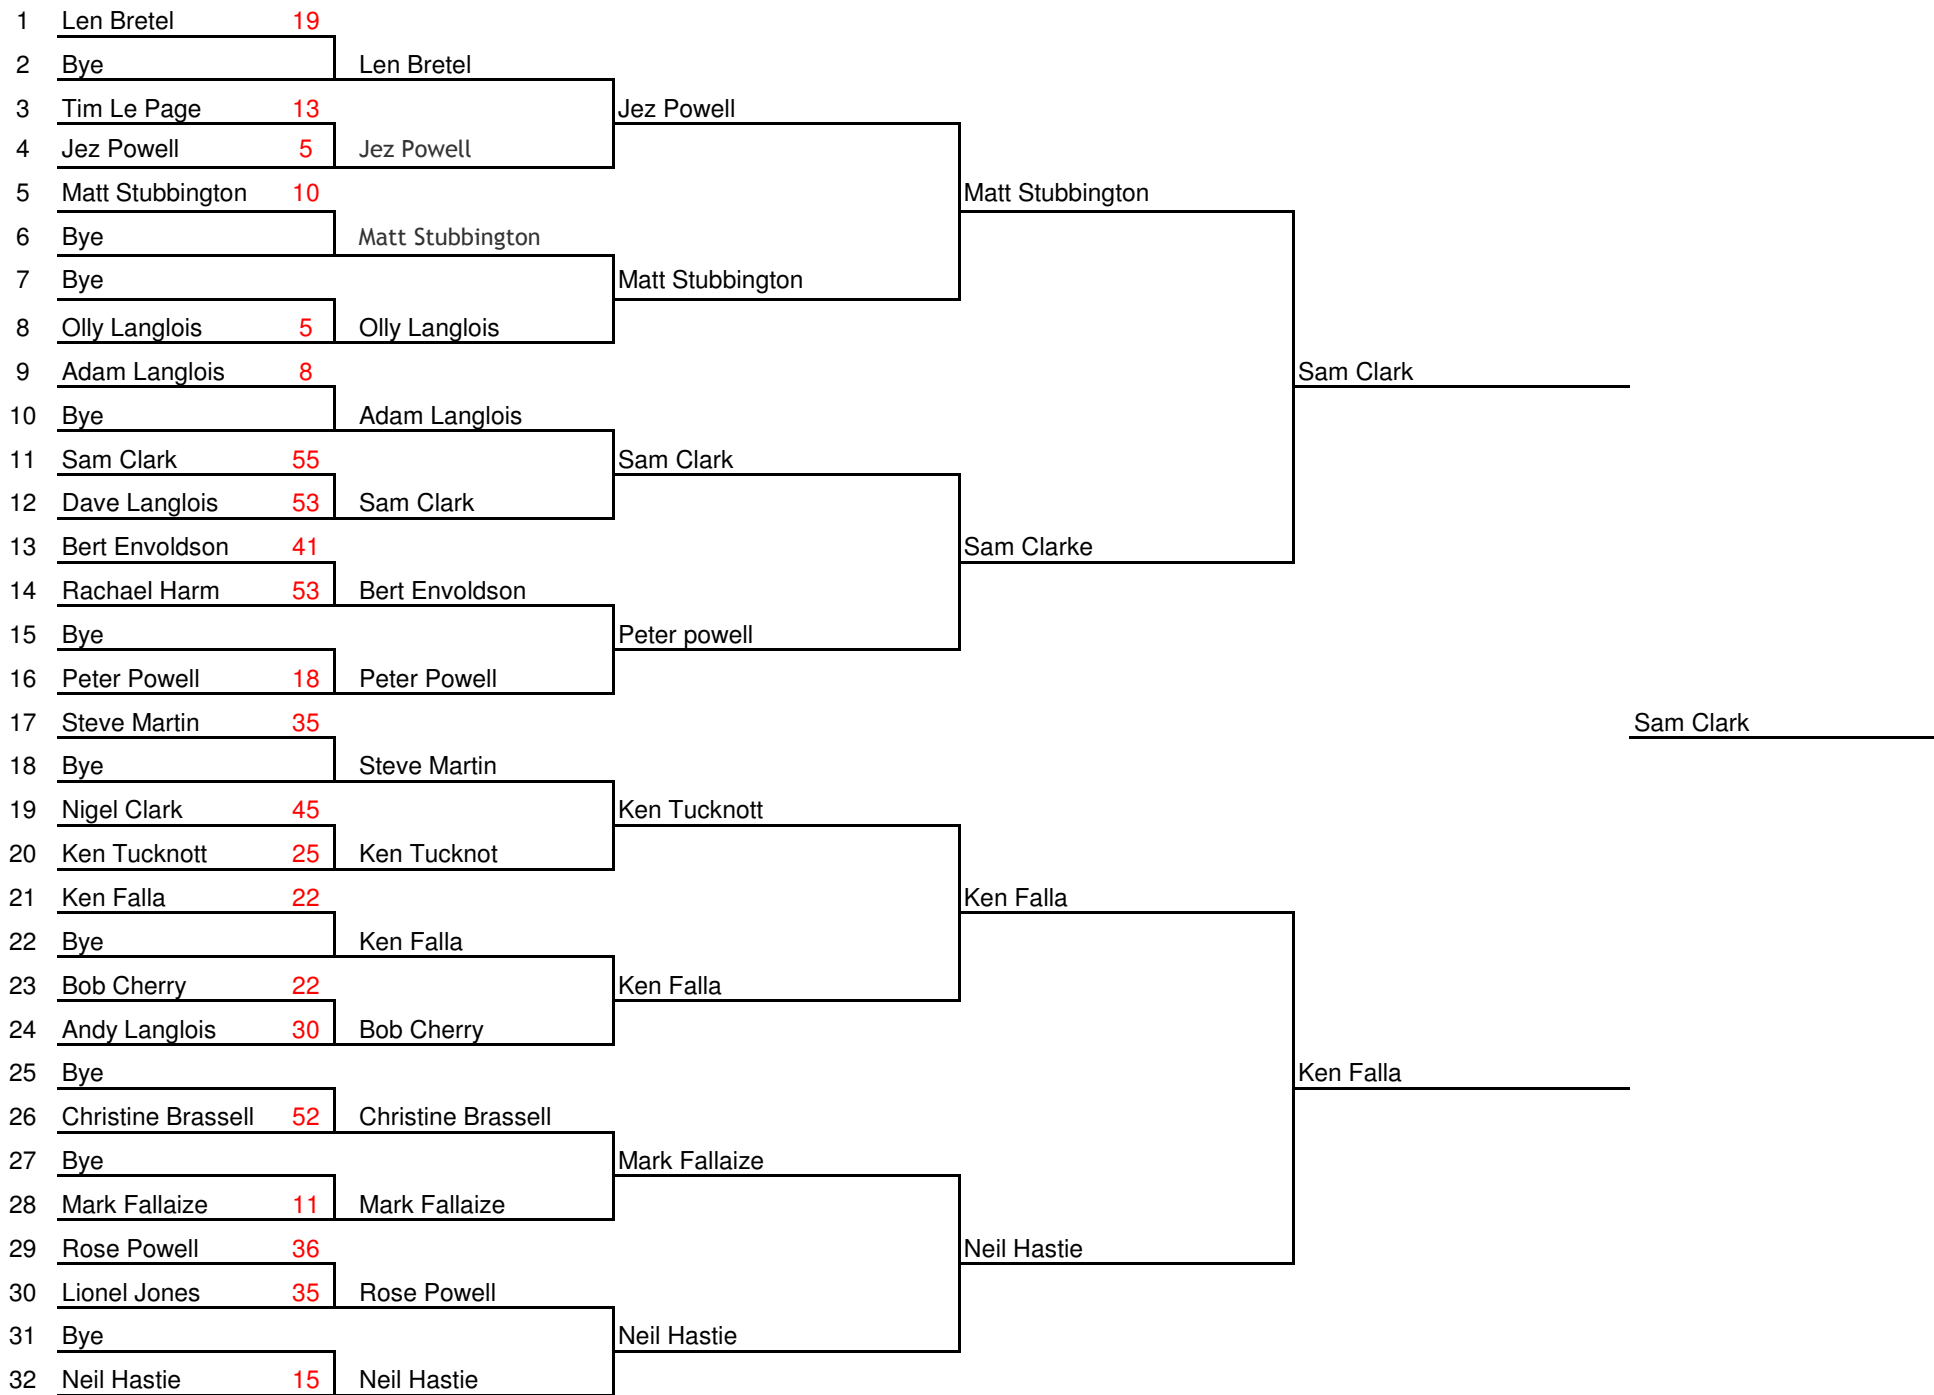 1 Len Bretel 19
2 Bye Len Bretel
3 Tim Le Page 13 Jez Powell
4 Jez Powell 5 Jez Powell
5 Matt Stubbington 10 Matt Stubbington
6 Bye Matt Stubbington
7 Bye Matt Stubbington
8 Olly Langlois 5 Olly Langlois
9 Adam Langlois 8 Sam Clark
10 Bye Adam Langlois
11 Sam Clark 55 Sam Clark
12 Dave Langlois 53 Sam Clark
13 Bert Envoldson 41 Sam Clarke
14 Rachael Harm 53 Bert Envoldson
15 Bye Peter powell
16 Peter Powell 18 Peter Powell
17 Steve Martin 35 Sam Clark
18 Bye Steve Martin
19 Nigel Clark 45 Ken Tucknott
20 Ken Tucknott 25 Ken Tucknot
21 Ken Falla 22 Ken Falla
22 Bye Ken Falla
23 Bob Cherry 22 Ken Falla
24 Andy Langlois 30 Bob Cherry
25 Bye Ken Falla
26 Christine Brassell 52 Christine Brassell
27 Bye Mark Fallaize
28 Mark Fallaize 11 Mark Fallaize
29 Rose Powell 36 Neil Hastie
30 Lionel Jones 35 Rose Powell
31 Bye Neil Hastie
32 Neil Hastie 15 Neil Hastie